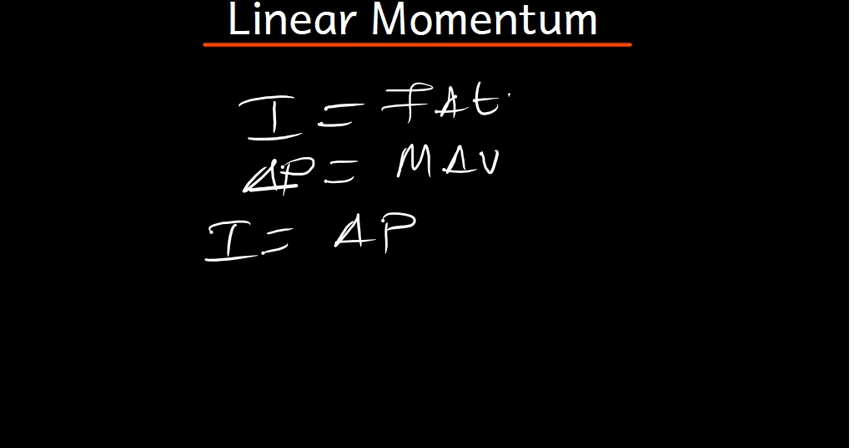 Linear Momentum
I = FΔt
ΔP = MΔV
I = ΔP